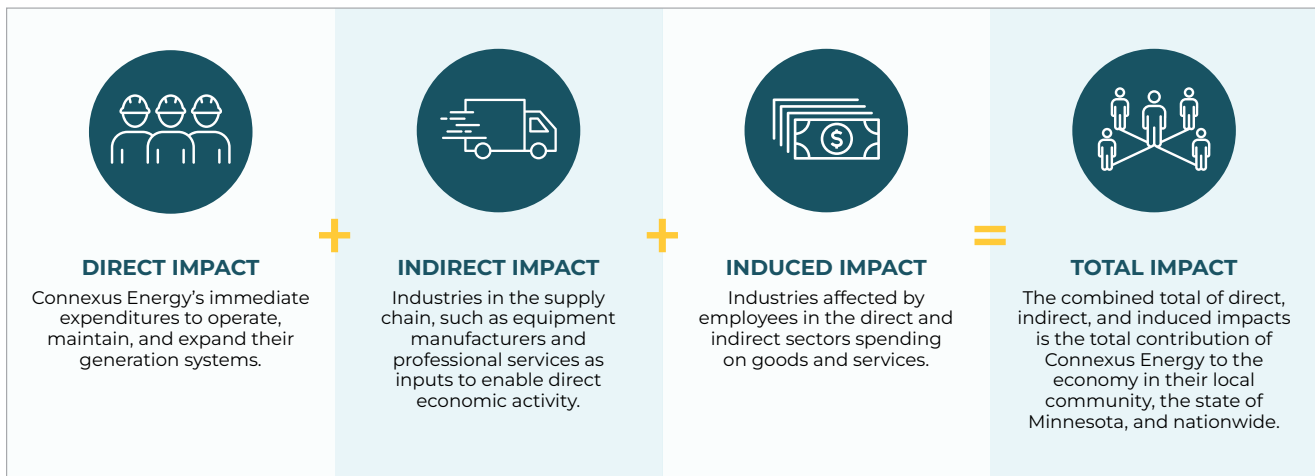 DIRECT IMPACT
Connexus Energy's immediate
expenditures to operate,
maintain, and expand their
generation systems.
+
INDIRECT IMPACT
Industries in the supply
chain, such as equipment
manufacturers and
professional services as
inputs to enable direct
economic activity.
+
$
INDUCED IMPACT
Industries affected by
employees in the direct and
indirect sectors spending
on goods and services.
=
TOTAL IMPACT
The combined total of direct,
indirect, and induced impacts
is the total contribution of
Connexus Energy to the
economy in their local
community, the state of
Minnesota, and nationwide.